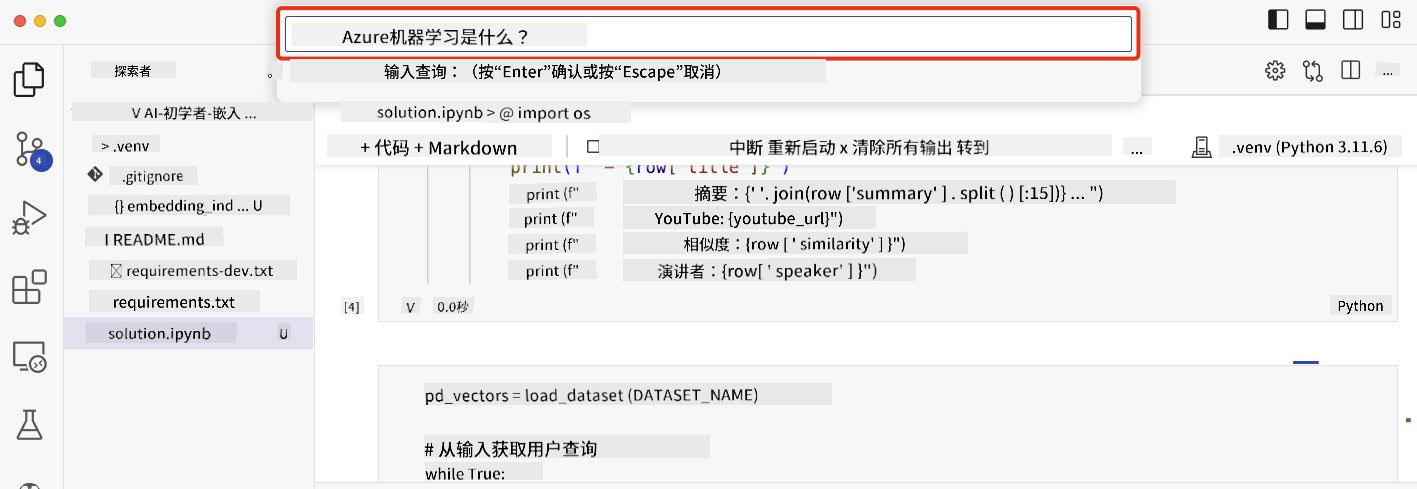 Azure机器学习是什么？
输入查询：（按“Enter”确认或按“Escape”取消）
探索者
。
...
V AI-初学者-嵌入 ...
> .venv
4
.gitignore
{} embedding_ind ... U
I README.md
requirements-dev.txt
requirements.txt
solution.ipynb U
solution.ipynb > @ import os
+ 代码 + Markdown
中断 重新启动 x 清除所有输出 转到
...
.venv (Python 3.11.6)
print(f" = {row[ 'title' ]}")
print (f" 摘要：{' '. join(row ['summary' ] . split ( ) [:15])} ... ")
print (f" YouTube: {youtube_url}")
print (f" 相似度：{row [ ' similarity' ] }")
print (f" 演讲者：{row[ ' speaker' ] }")
[4] V 0.0秒
Python
pd_vectors = load_dataset (DATASET_NAME)
# 从输入获取用户查询
while True: